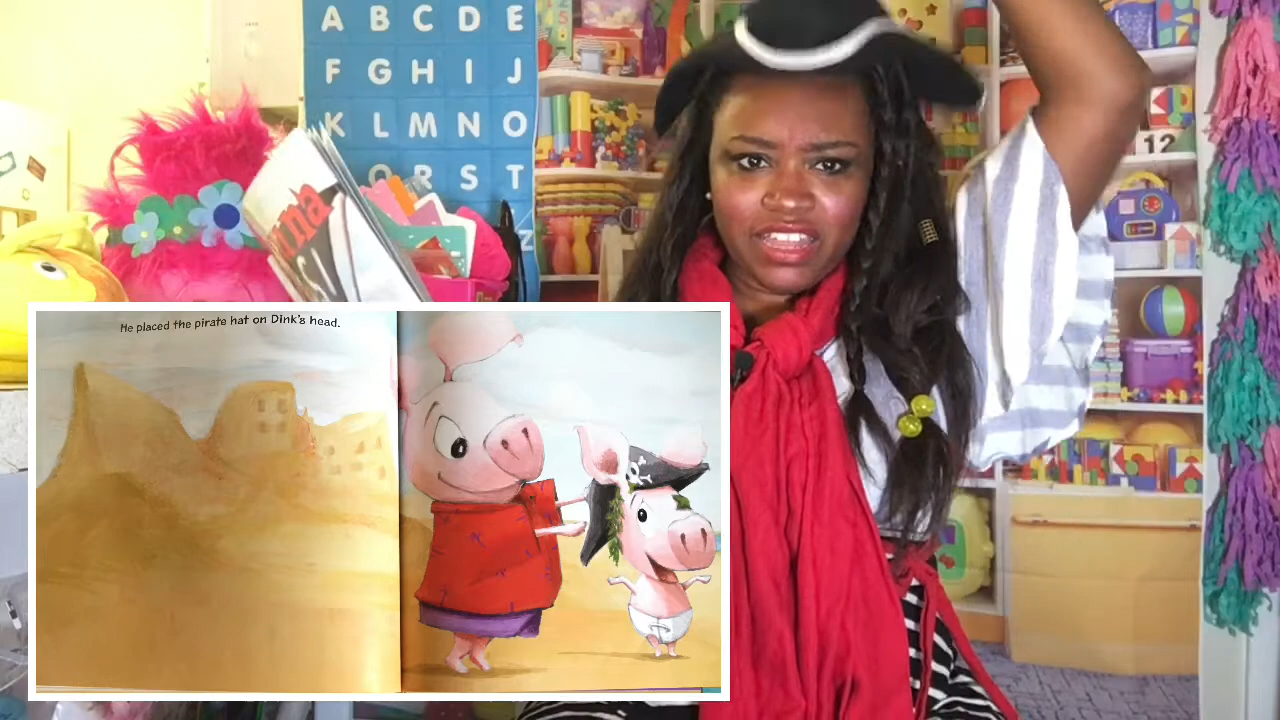 A B C D E
F G H I J
K L M N O
Q R S T
Z
12
He placed the pirate hat on Dink's head.